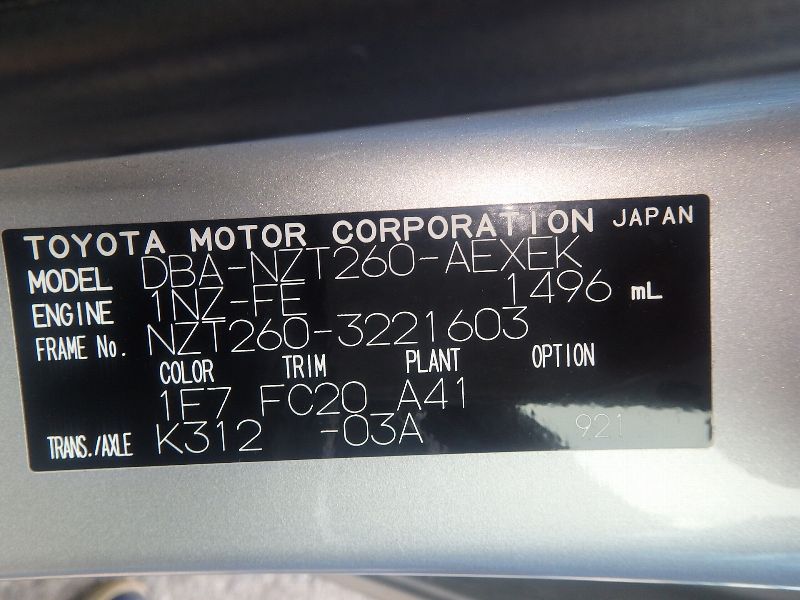 TOYOTA MOTOR CORPORATION JAPAN
MODEL DBA-NZT260-AEXEK
ENGINE 1NZ-FE 1496 mL
FRAME No. NZT260-3221603
COLOR TRIM PLANT OPTION
1E7 FC20 A41
TRANS./AXLE K312 -03A 921